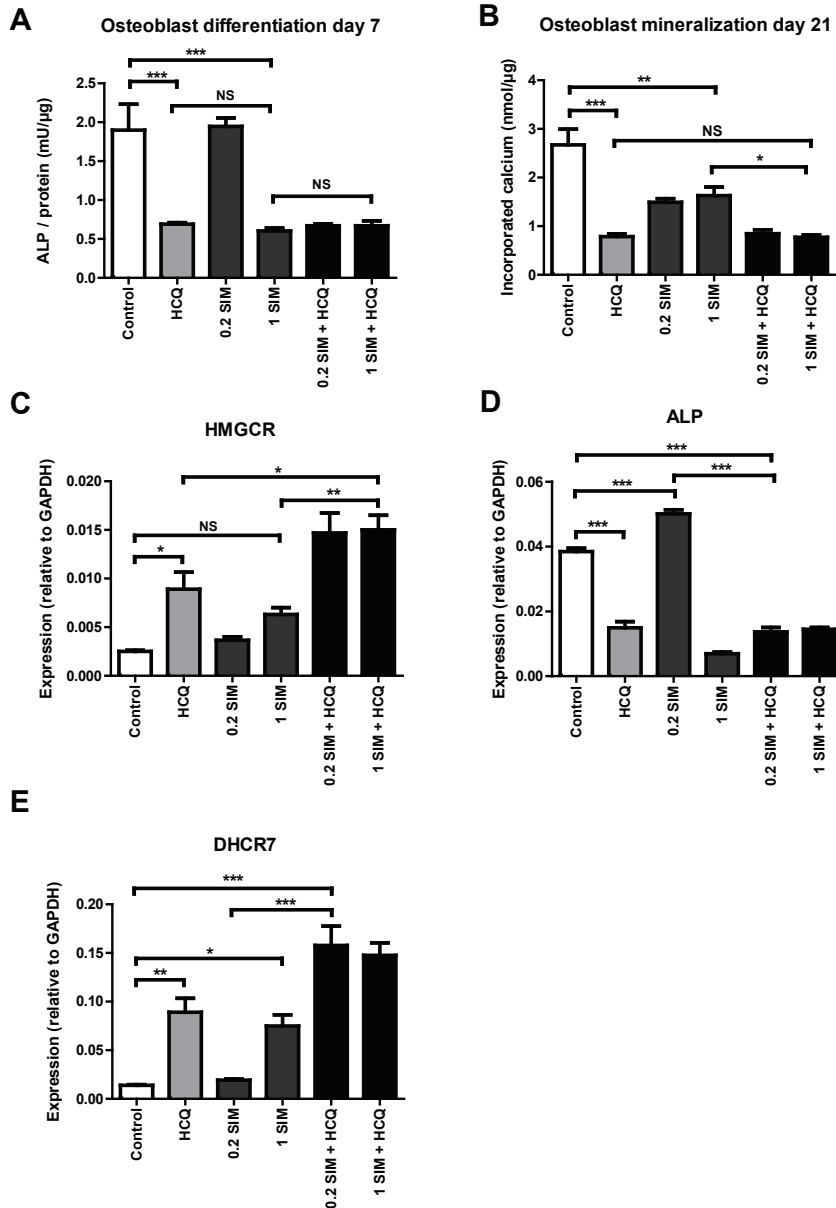 A
Osteoblast differentiation day 7
ALP / protein (mU/µg)
2.5
2.0
1.5
1.0
0.5
0.0
***
***
NS
NS
Control
HCQ
0.2 SIM
1 SIM
0.2 SIM + HCQ
1 SIM + HCQ
B
Osteoblast mineralization day 21
Incorporated calcium (nmol/µg)
4
3
2
1
0
**
***
NS
*
Control
HCQ
0.2 SIM
1 SIM
0.2 SIM + HCQ
1 SIM + HCQ
C
HMGCR
Expression (relative to GAPDH)
0.020
0.015
0.010
0.005
0.000
*
**
NS
*
Control
HCQ
0.2 SIM
1 SIM
0.2 SIM + HCQ
1 SIM + HCQ
D
ALP
Expression (relative to GAPDH)
0.06
0.04
0.02
0.00
***
***
***
***
Control
HCQ
0.2 SIM
1 SIM
0.2 SIM + HCQ
1 SIM + HCQ
E
DHCR7
Expression (relative to GAPDH)
0.20
0.15
0.10
0.05
0.00
***
***
*
**
Control
HCQ
0.2 SIM
1 SIM
0.2 SIM + HCQ
1 SIM + HCQ